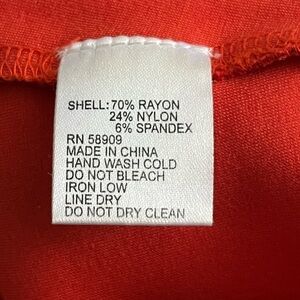 SHELL: 70% RAYON
24% NYLON
6% SPANDEX
RN 58909
MADE IN CHINA
HAND WASH COLD
DO NOT BLEACH
IRON LOW
LINE DRY
DO NOT DRY CLEAN